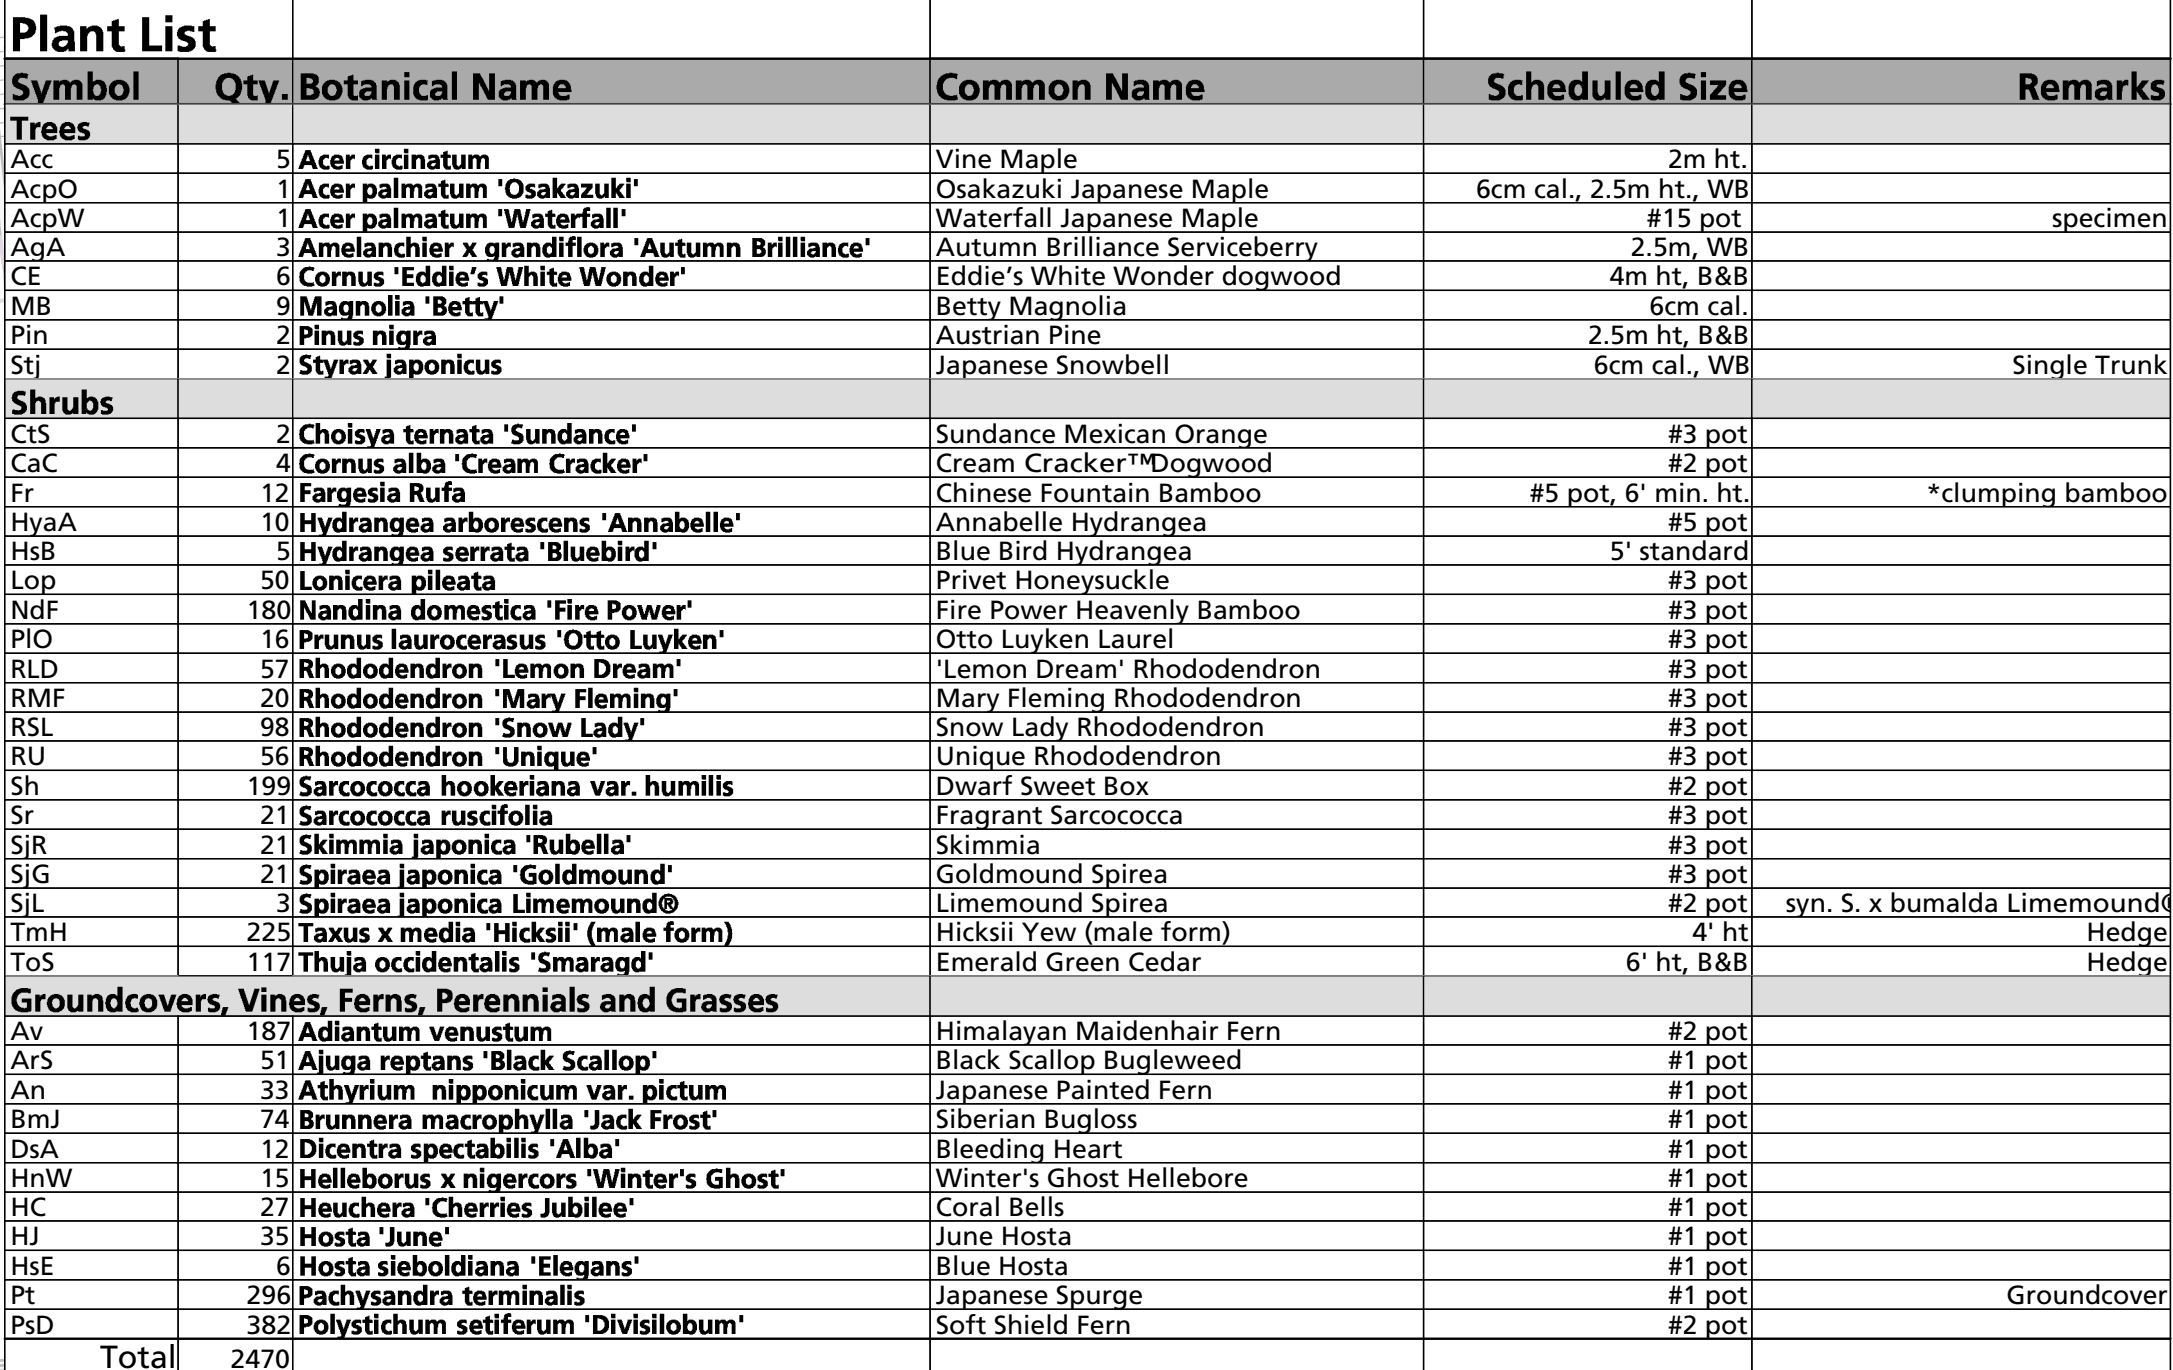 Plant List
Symbol Qty. Botanical Name Common Name Scheduled Size Remarks
Trees
Acc 5 Acer circinatum Vine Maple 2m ht.
AcpO 1 Acer palmatum 'Osakazuki' Osakazuki Japanese Maple 6cm cal., 2.5m ht., WB
AcpW 1 Acer palmatum 'Waterfall' Waterfall Japanese Maple #15 pot specimen
AgA 3 Amelanchier x grandiflora 'Autumn Brilliance' Autumn Brilliance Serviceberry 2.5m, WB
CE 6 Cornus 'Eddie’s White Wonder' Eddie’s White Wonder dogwood 4m ht, B&B
MB 9 Magnolia 'Betty' Betty Magnolia 6cm cal.
Pin 2 Pinus nigra Austrian Pine 2.5m ht, B&B
Stj 2 Styrax japonicus Japanese Snowbell 6cm cal., WB Single Trunk
Shrubs
CtS 2 Choisya ternata 'Sundance' Sundance Mexican Orange #3 pot
CaC 4 Cornus alba 'Cream Cracker' Cream Cracker™Dogwood #2 pot
Fr 12 Fargesia Rufa Chinese Fountain Bamboo #5 pot, 6' min. ht. *clumping bamboo
HyaA 10 Hydrangea arborescens 'Annabelle' Annabelle Hydrangea #5 pot
HsB 5 Hydrangea serrata 'Bluebird' Blue Bird Hydrangea 5' standard
Lop 50 Lonicera pileata Privet Honeysuckle #3 pot
NdF 180 Nandina domestica 'Fire Power' Fire Power Heavenly Bamboo #3 pot
PlO 16 Prunus laurocerasus 'Otto Luyken' Otto Luyken Laurel #3 pot
RLD 57 Rhododendron 'Lemon Dream' 'Lemon Dream' Rhododendron #3 pot
RMF 20 Rhododendron 'Mary Fleming' Mary Fleming Rhododendron #3 pot
RSL 98 Rhododendron 'Snow Lady' Snow Lady Rhododendron #3 pot
RU 56 Rhododendron 'Unique' Unique Rhododendron #3 pot
Sh 199 Sarcococca hookeriana var. humilis Dwarf Sweet Box #2 pot
Sr 21 Sarcococca ruscifolia Fragrant Sarcococca #3 pot
SjR 21 Skimmia japonica 'Rubella' Skimmia #3 pot
SjG 21 Spiraea japonica 'Goldmound' Goldmound Spirea #3 pot
SjL 3 Spiraea japonica Limemound® Limemound Spirea #2 pot syn. S. x bumalda Limemound®
TmH 225 Taxus x media 'Hicksii' (male form) Hicksii Yew (male form) 4' ht Hedge
ToS 117 Thuja occidentalis 'Smaragd' Emerald Green Cedar 6' ht, B&B Hedge
Groundcovers, Vines, Ferns, Perennials and Grasses
Av 187 Adiantum venustum Himalayan Maidenhair Fern #2 pot
ArS 51 Ajuga reptans 'Black Scallop' Black Scallop Bugleweed #1 pot
An 33 Athyrium nipponicum var. pictum Japanese Painted Fern #1 pot
BmJ 74 Brunnera macrophylla 'Jack Frost' Siberian Bugloss #1 pot
DsA 12 Dicentra spectabilis 'Alba' Bleeding Heart #1 pot
HnW 15 Helleborus x nigercors 'Winter's Ghost' Winter's Ghost Hellebore #1 pot
HC 27 Heuchera 'Cherries Jubilee' Coral Bells #1 pot
HJ 35 Hosta 'June' June Hosta #1 pot
HsE 6 Hosta sieboldiana 'Elegans' Blue Hosta #1 pot
Pt 296 Pachysandra terminalis Japanese Spurge #1 pot Groundcover
PsD 382 Polystichum setiferum 'Divisilobum' Soft Shield Fern #2 pot
Total 2470